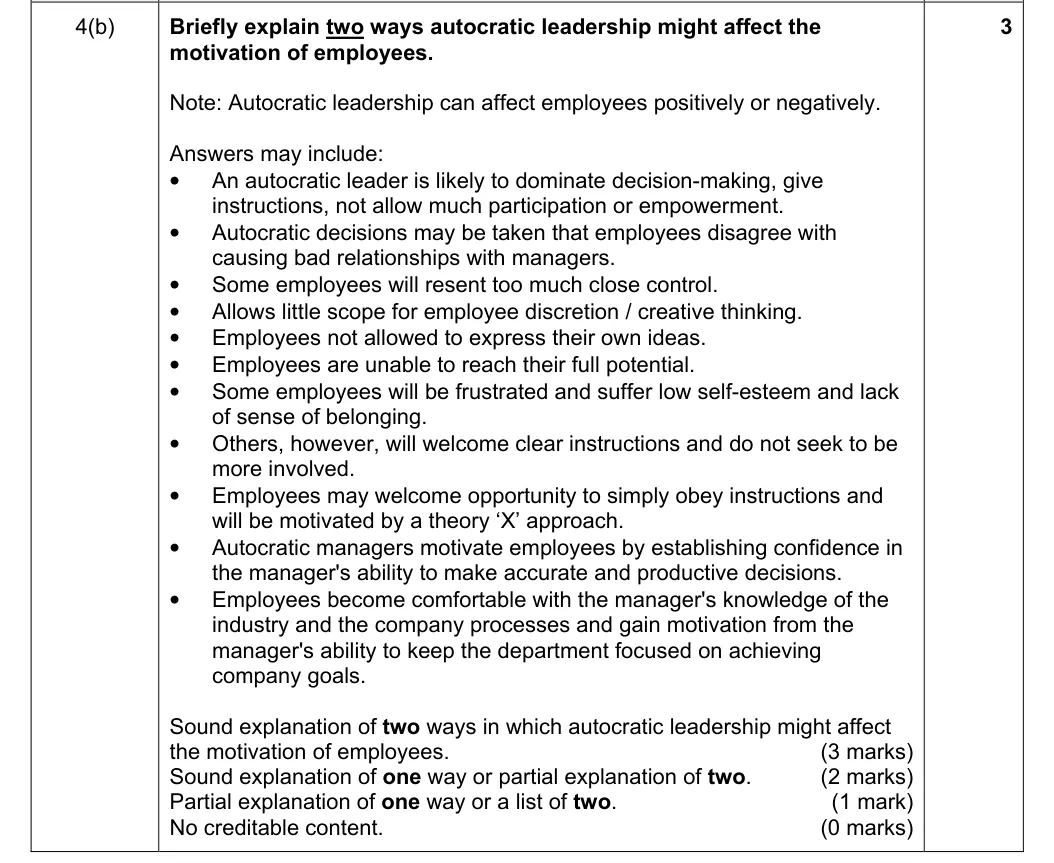 4(b)
Briefly explain two ways autocratic leadership might affect the
motivation of employees.
3
Note: Autocratic leadership can affect employees positively or negatively.
Answers may include:
• An autocratic leader is likely to dominate decision-making, give
instructions, not allow much participation or empowerment.
• Autocratic decisions may be taken that employees disagree with
causing bad relationships with managers.
• Some employees will resent too much close control.
• Allows little scope for employee discretion / creative thinking.
• Employees not allowed to express their own ideas.
• Employees are unable to reach their full potential.
• Some employees will be frustrated and suffer low self-esteem and lack
of sense of belonging.
• Others, however, will welcome clear instructions and do not seek to be
more involved.
• Employees may welcome opportunity to simply obey instructions and
will be motivated by a theory ‘X’ approach.
• Autocratic managers motivate employees by establishing confidence in
the manager's ability to make accurate and productive decisions.
• Employees become comfortable with the manager's knowledge of the
industry and the company processes and gain motivation from the
manager's ability to keep the department focused on achieving
company goals.
Sound explanation of two ways in which autocratic leadership might affect
the motivation of employees. (3 marks)
Sound explanation of one way or partial explanation of two. (2 marks)
Partial explanation of one way or a list of two. (1 mark)
No creditable content. (0 marks)